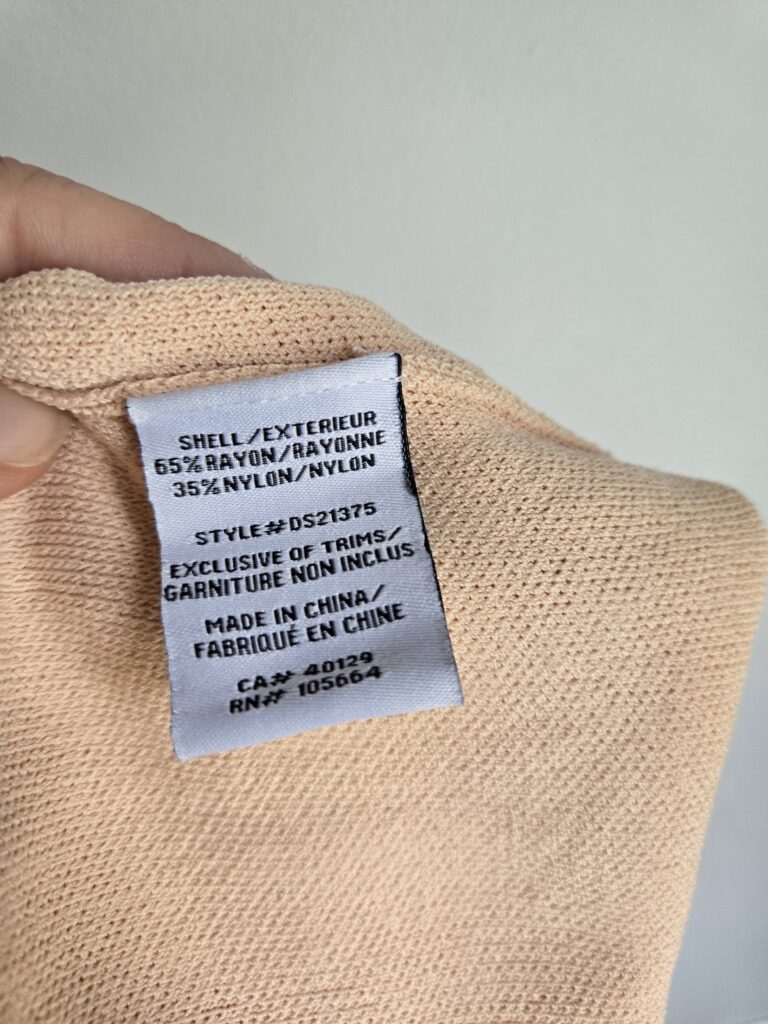 SHELL/EXTERIEUR
65% RAYON/RAYONNE
35% NYLON/NYLON
STYLE# DS21375
EXCLUSIVE OF TRIMS/
GARNITURE NON INCLUS
MADE IN CHINA/
FABRIQUÉ EN CHINE
CA# 40129
RN# 105664